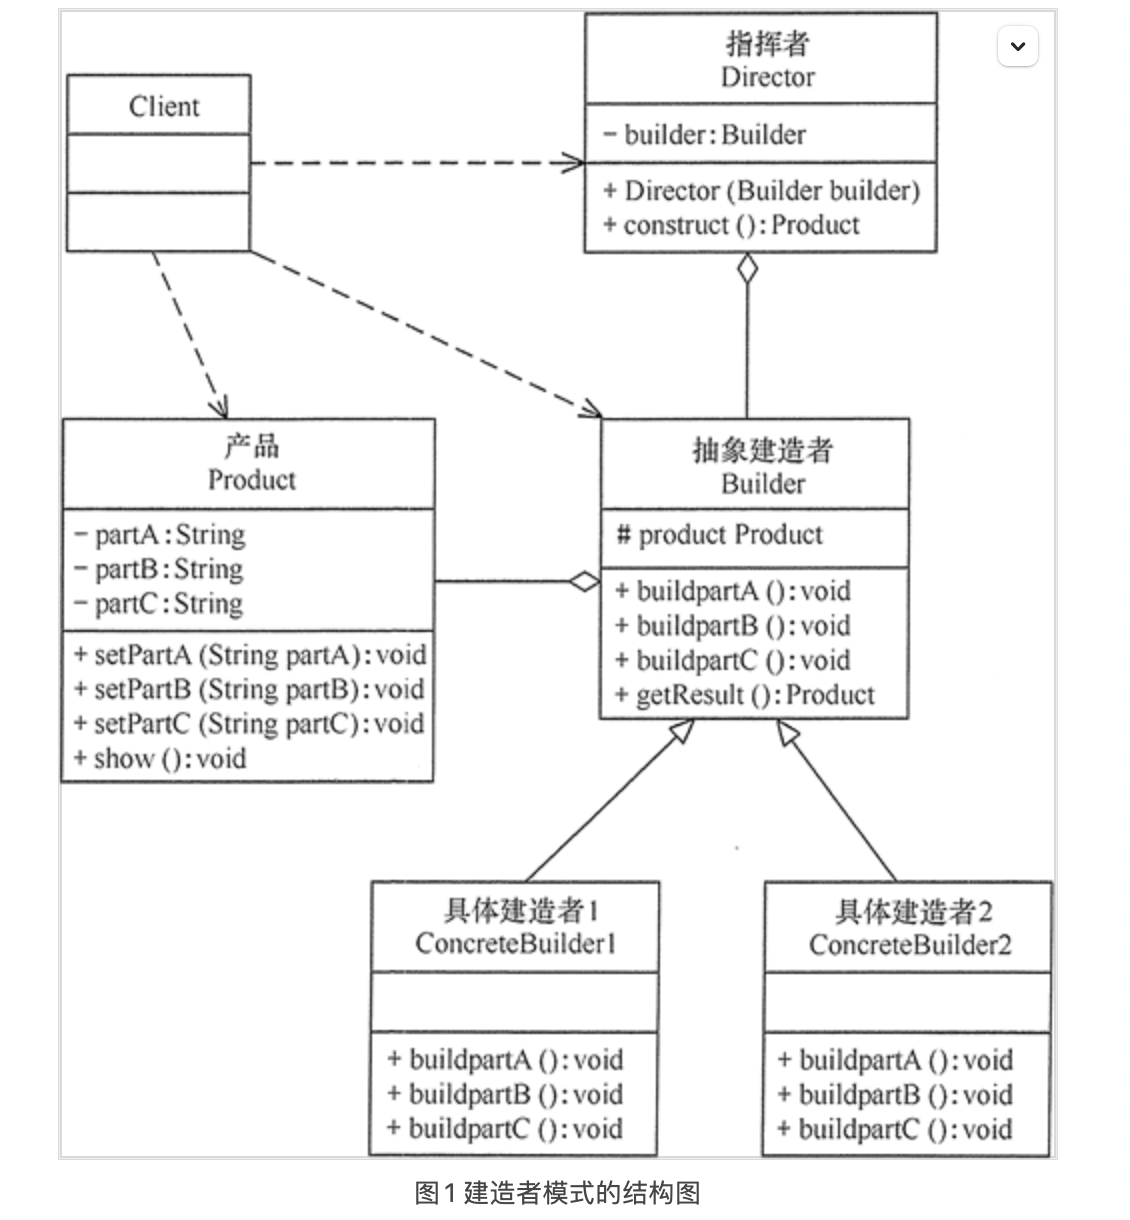 指挥者
Director
− builder:Builder
+ Director (Builder builder)
+ construct ():Product
Client
产品
Product
− partA:String
− partB:String
− partC:String
+ setPartA (String partA):void
+ setPartB (String partB):void
+ setPartC (String partC):void
+ show ():void
抽象建造者
Builder
# product Product
+ buildpartA ():void
+ buildpartB ():void
+ buildpartC ():void
+ getResult ():Product
具体建造者1
ConcreteBuilder1
+ buildpartA ():void
+ buildpartB ():void
+ buildpartC ():void
具体建造者2
ConcreteBuilder2
+ buildpartA ():void
+ buildpartB ():void
+ buildpartC ():void
图1 建造者模式的结构图